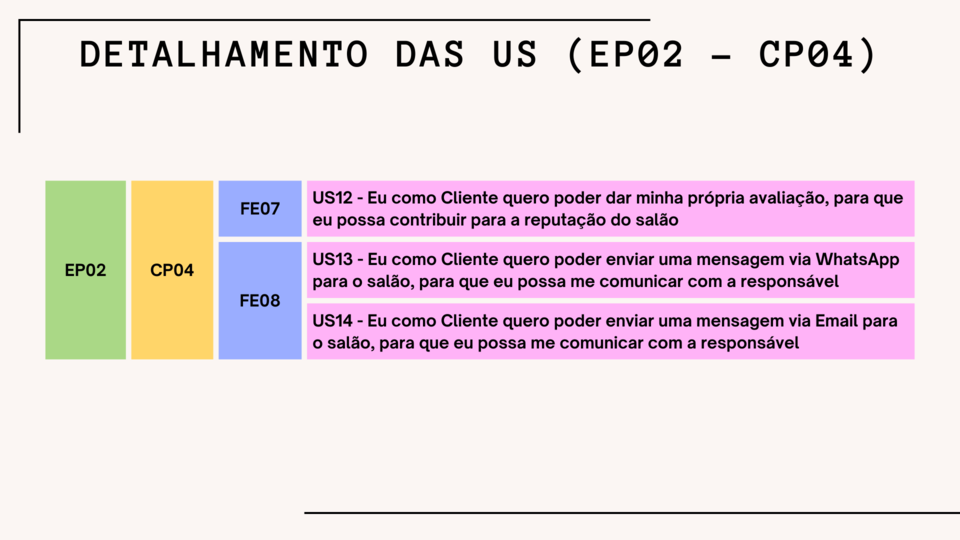 DETALHAMENTO DAS US (EP02 – CP04)
EP02
CP04
FE07
US12 - Eu como Cliente quero poder dar minha própria avaliação, para que
eu possa contribuir para a reputação do salão
FE08
US13 - Eu como Cliente quero poder enviar uma mensagem via WhatsApp
para o salão, para que eu possa me comunicar com a responsável
US14 - Eu como Cliente quero poder enviar uma mensagem via Email para
o salão, para que eu possa me comunicar com a responsável